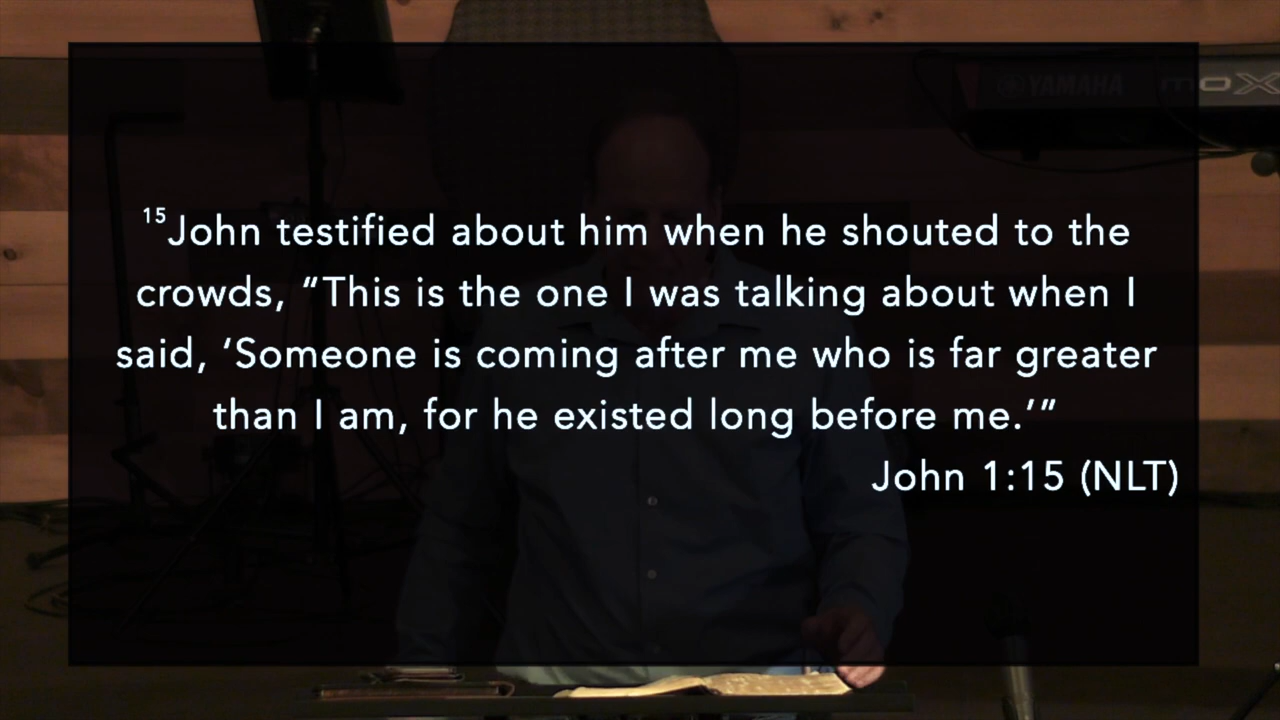 YAMAHA moX
15John testified about him when he shouted to the
crowds, “This is the one I was talking about when I
said, ‘Someone is coming after me who is far greater
than I am, for he existed long before me.’”
John 1:15 (NLT)